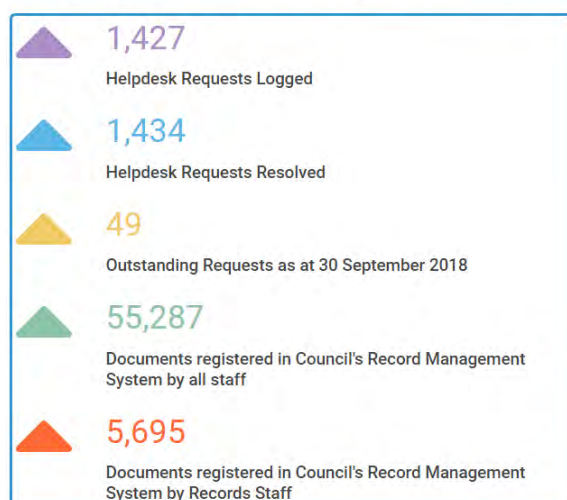 1,427
Helpdesk Requests Logged
1,434
Helpdesk Requests Resolved
49
Outstanding Requests as at 30 September 2018
55,287
Documents registered in Council's Record Management
System by all staff
5,695
Documents registered in Council's Record Management
System by Records Staff